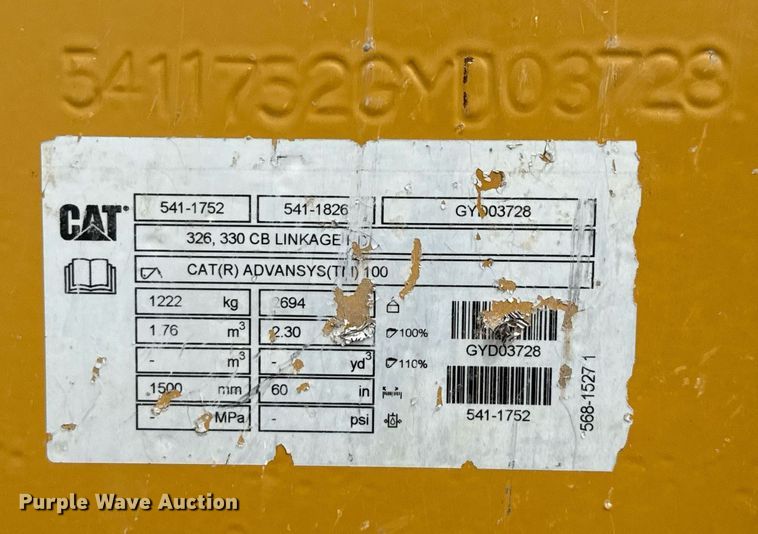 5411752GYD03728
CAT®
541-1752 541-1826 GYD03728
326, 330 CB LINKAGE HD
CAT(R) ADVANSYS(TM) 100
1222 kg 2694
1.76 m³ 2.30 100%
- m³ - yd³ 110%
1500 mm 60 in
MPa - psi
GYD03728
541-1752
568-1527 1
Purple Wave Auction